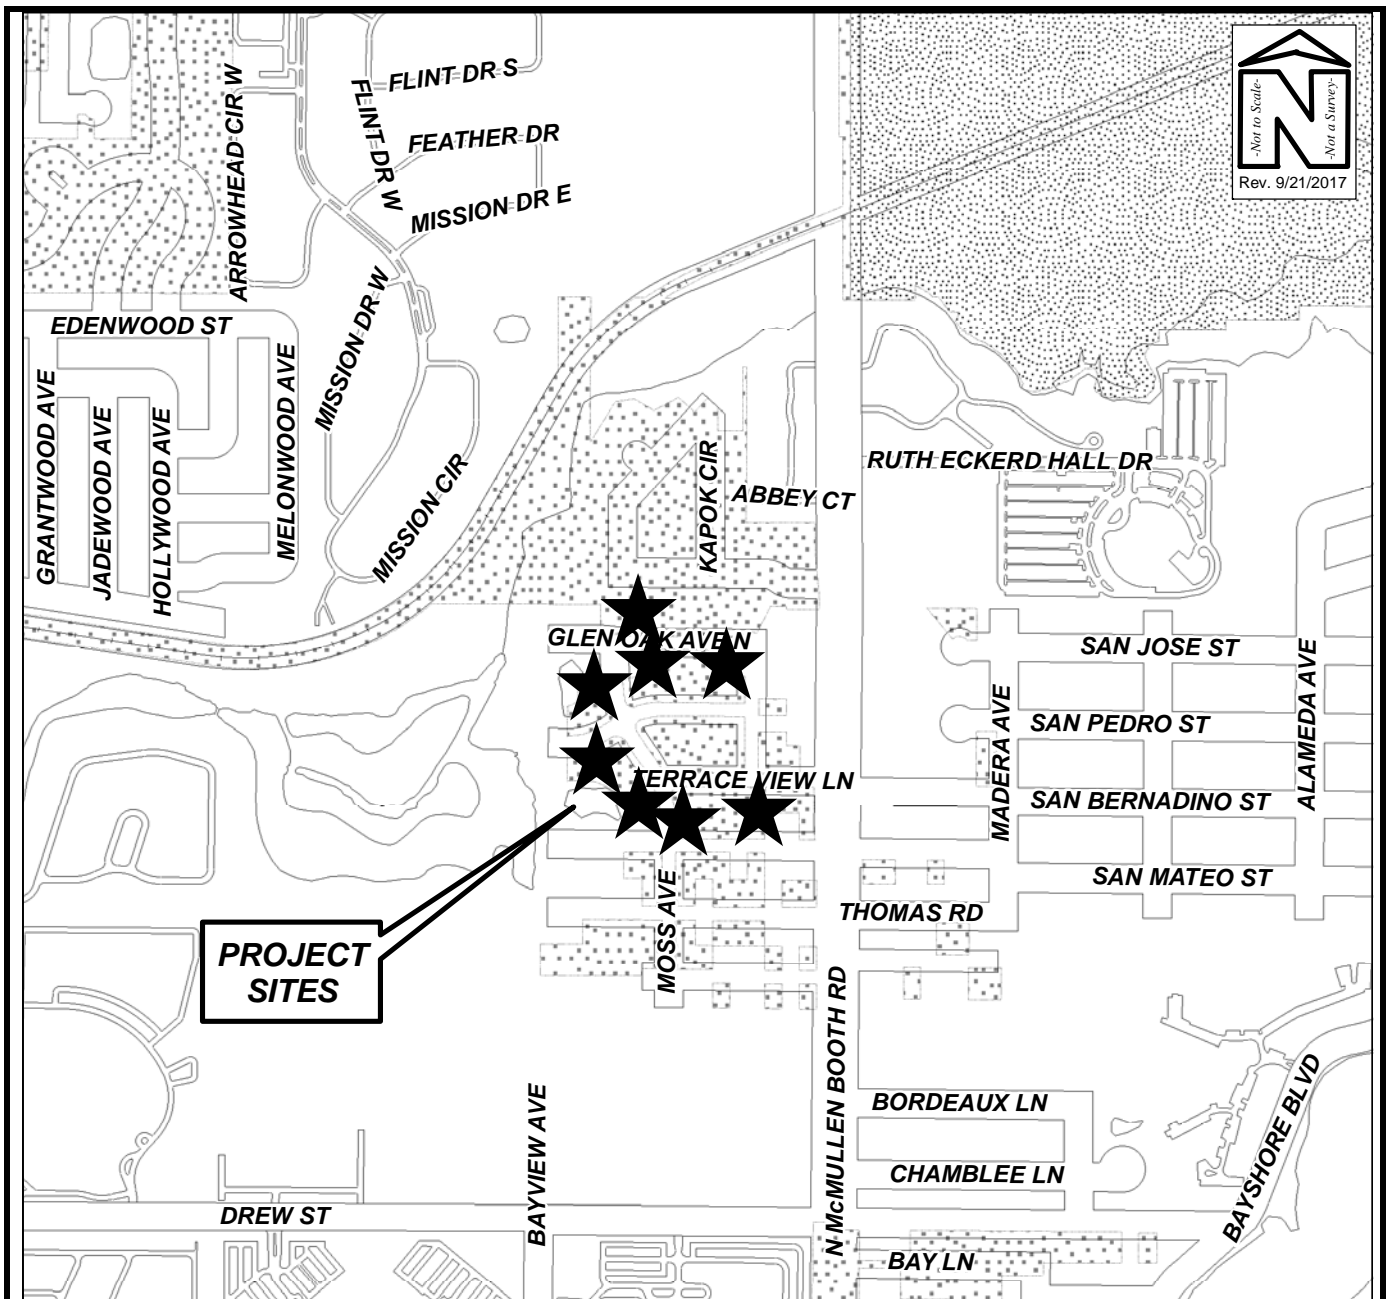 FLINT DR S
FLINT DR W
FEATHER DR
MISSION DR E
ARROWHEAD CIR W
-Not to Scale-
N
-Not a Survey-
Rev. 9/21/2017
EDENWOOD ST
MISSION DR W
GRANTWOOD AVE
JADEWOOD AVE
HOLLYWOOD AVE
MELONWOOD AVE
MISSION CIR
KAPOK CIR
ABBEY CT
RUTH ECKERD HALL DR
GLEN OAK AVE N
SAN JOSE ST
MADERA AVE
SAN PEDRO ST
ALAMEDA AVE
TERRACE VIEW LN
SAN BERNADINO ST
SAN MATEO ST
MOSS AVE
THOMAS RD
PROJECT
SITES
N McMULLEN BOOTH RD
BAYVIEW AVE
BORDEAUX LN
CHAMBLEE LN
BAYSHORE BLVD
DREW ST
BAY LN